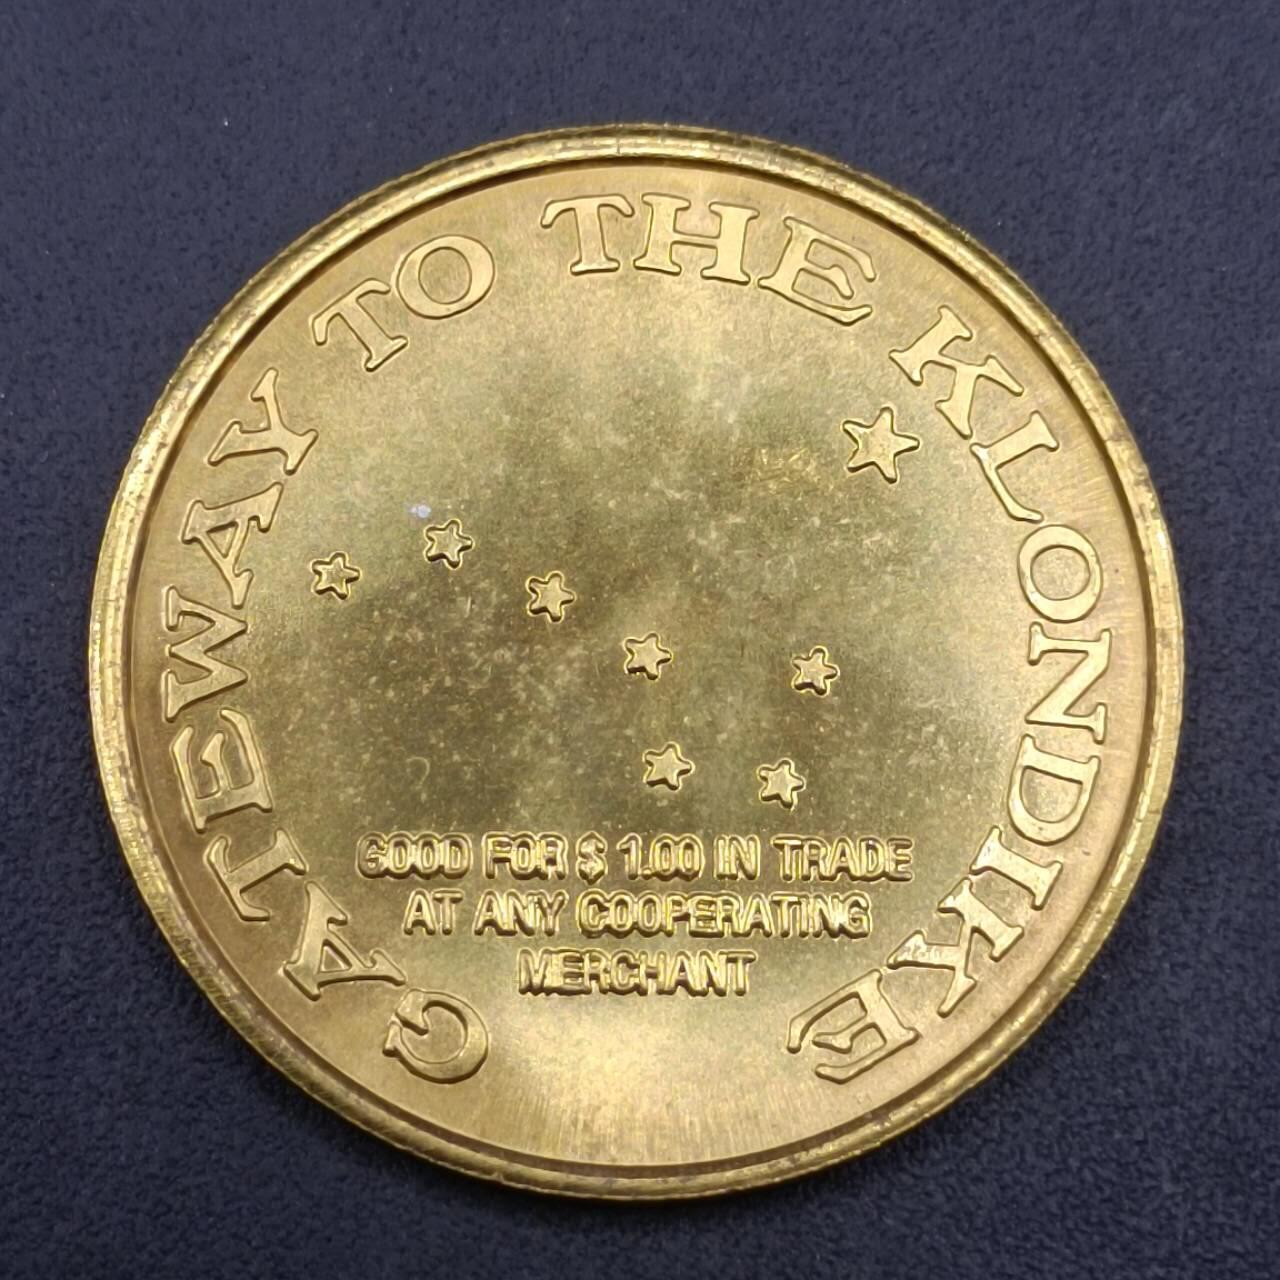 GATEWAY TO THE KLONDIKE
GOOD FOR $ 1.00 IN TRADE
AT ANY COOPERATING
MERCHANT